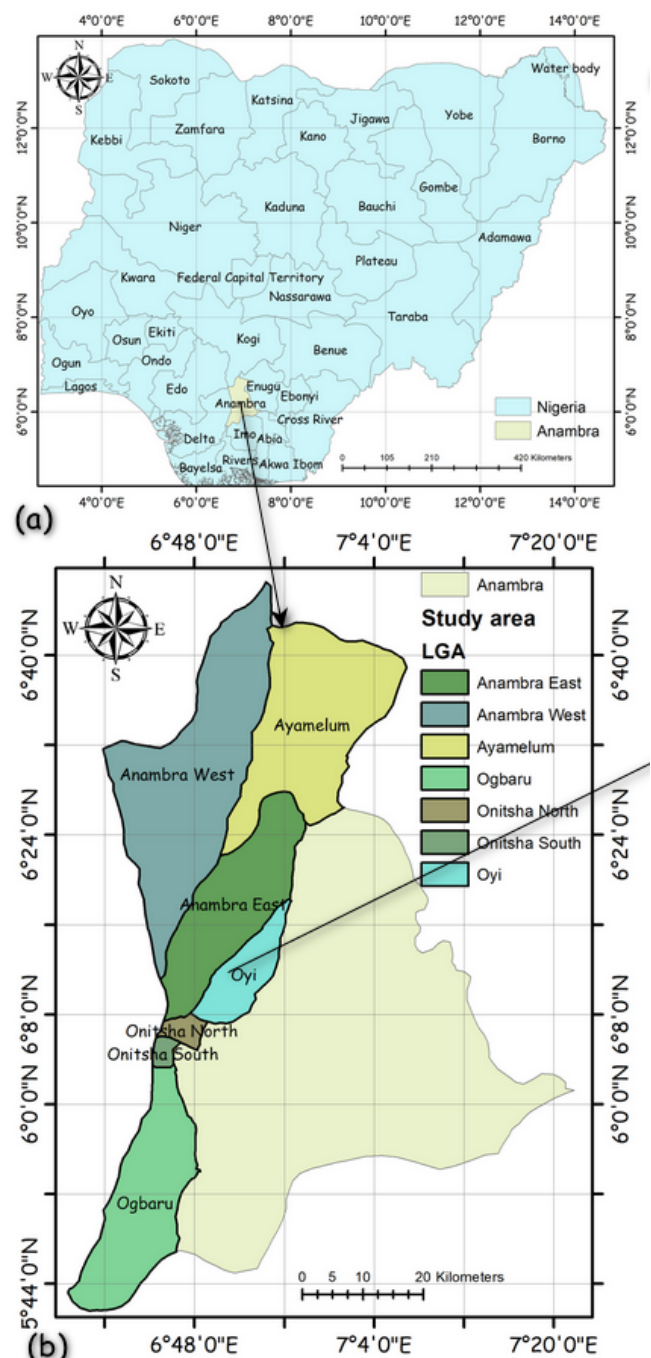 4°0'0"E 6°0'0"E 8°0'0"E 10°0'0"E 12°0'0"E 14°0'0"E
N
W E
S
12°0'0"N
10°0'0"N
8°0'0"N
6°0'0"N
Water body
Sokoto
Katsina
Jigawa
Yobe
Zamfara
Kano
Kebbi
Borno
Gombe
Kaduna
Bauchi
Niger
Adamawa
Plateau
Kwara
Federal Capital Territory
Nassarawa
Oyo
Taraba
Ekiti
Osun
Kogi
Benue
Ondo
Ogun
Lagos
Edo
Enugu
Ebonyi
Anambra
Cross River
Delta
Imo
Abia
Rivers
Akwa Ibom
Bayelsa
Nigeria
Anambra
0 105 210 420 Kilometers
12°0'0"N
10°0'0"N
8°0'0"N
6°0'0"N
4°0'0"E 6°0'0"E 8°0'0"E 10°0'0"E 12°0'0"E 14°0'0"E
(a)
6°48'0"E 7°4'0"E 7°20'0"E
N
W E
S
Anambra
Study area
LGA
Anambra East
Anambra West
Ayamelum
Ogbaru
Onitsha North
Onitsha South
Oyi
6°40'0"N
6°24'0"N
6°8'0"N
6°0'0"N
5°44'0"N
Ayamelum
Anambra West
Anambra East
Oyi
Onitsha North
Onitsha South
Ogbaru
6°40'0"N
6°24'0"N
6°8'0"N
6°0'0"N
5°44'0"N
0 5 10 20 Kilometers
6°48'0"E 7°4'0"E 7°20'0"E
(b)